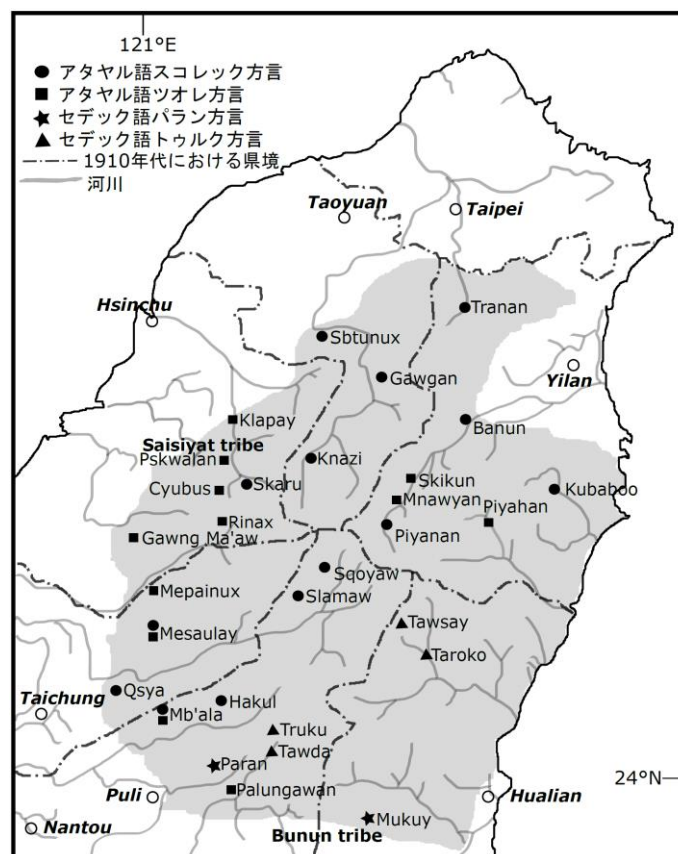 121°E
アタヤル語スコレック方言
アタヤル語ツオレ方言
セデック語パラン方言
セデック語トゥルク方言
1910年代における県境
河川
Taoyuan
Taipei
Hsinchu
Tranan
Sbtunux
Yilan
Gawgan
Klapay
Banun
Saisiyat tribe
Pskwalan
Knazi
Skaru
Skikun
Cyubus
Kubaboo
Mnawyan
Piyahan
Rinax
Piyanan
Gawng Ma'aw
Sqoyaw
Mepainux
Slamaw
Tawsay
Mesaulay
Taroko
Qsya
Taichung
Hakul
Mb'ala
Truku
Tawda
Paran
24°N
Palungawan
Puli
Hualian
Mukuy
Nantou
Bunun tribe